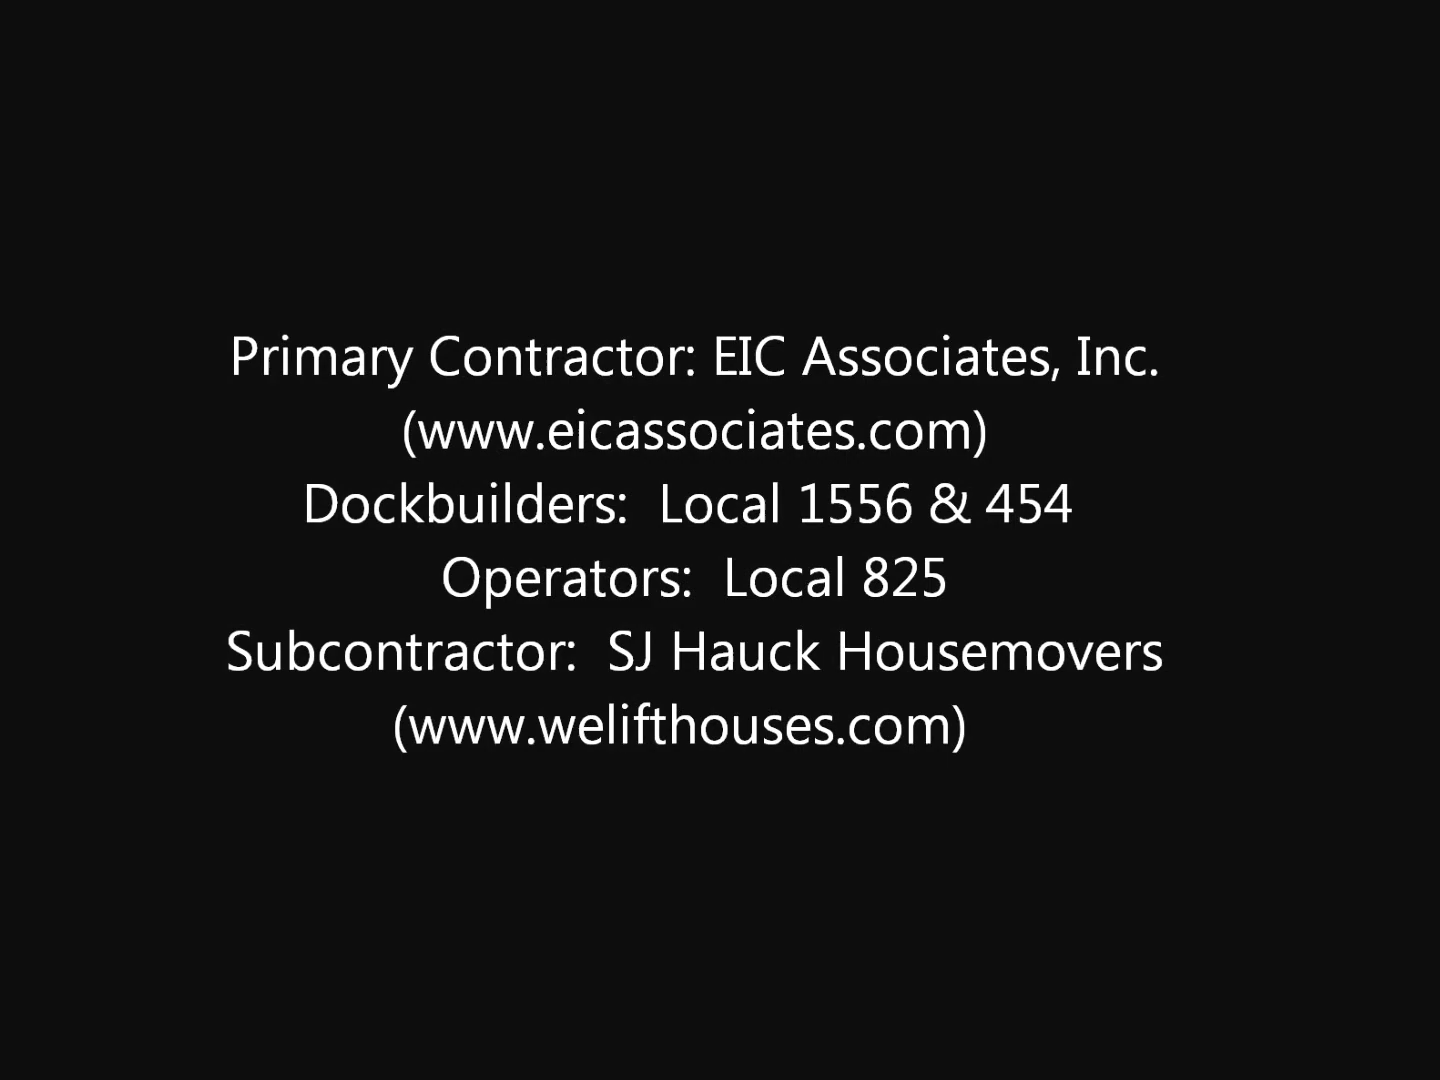 Primary Contractor: EIC Associates, Inc.
(www.eicassociates.com)
Dockbuilders:  Local 1556 & 454
Operators:  Local 825
Subcontractor:  SJ Hauck Housemovers
(www.welifthouses.com)